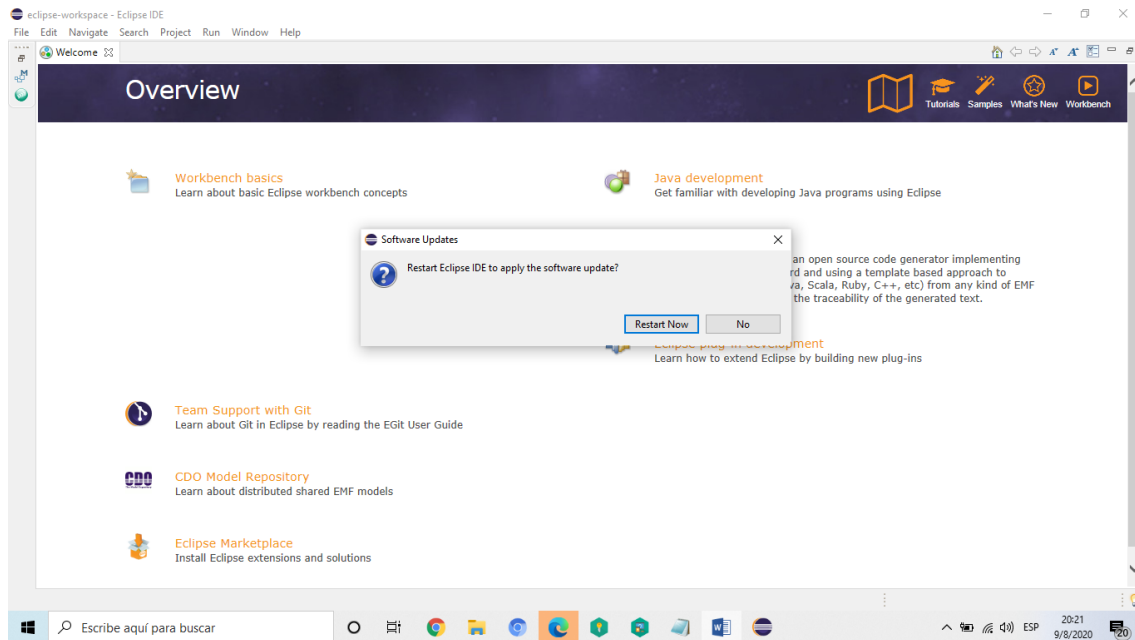 eclipse-workspace - Eclipse IDE
File Edit Navigate Search Project Run Window Help
Welcome
Overview
Tutorials Samples What's New Workbench
Workbench basics
Learn about basic Eclipse workbench concepts
Java development
Get familiar with developing Java programs using Eclipse
Software Updates
Restart Eclipse IDE to apply the software update?
Restart Now No
an open source code generator implementing
rd and using a template based approach to
va, Scala, Ruby, C++, etc) from any kind of EMF
the traceability of the generated text.
Eclipse plug-in development
Learn how to extend Eclipse by building new plug-ins
Team Support with Git
Learn about Git in Eclipse by reading the EGit User Guide
CDO
CDO Model Repository
Learn about distributed shared EMF models
Eclipse Marketplace
Install Eclipse extensions and solutions
Escribe aquí para buscar
ESP
20:21
9/8/2020
20